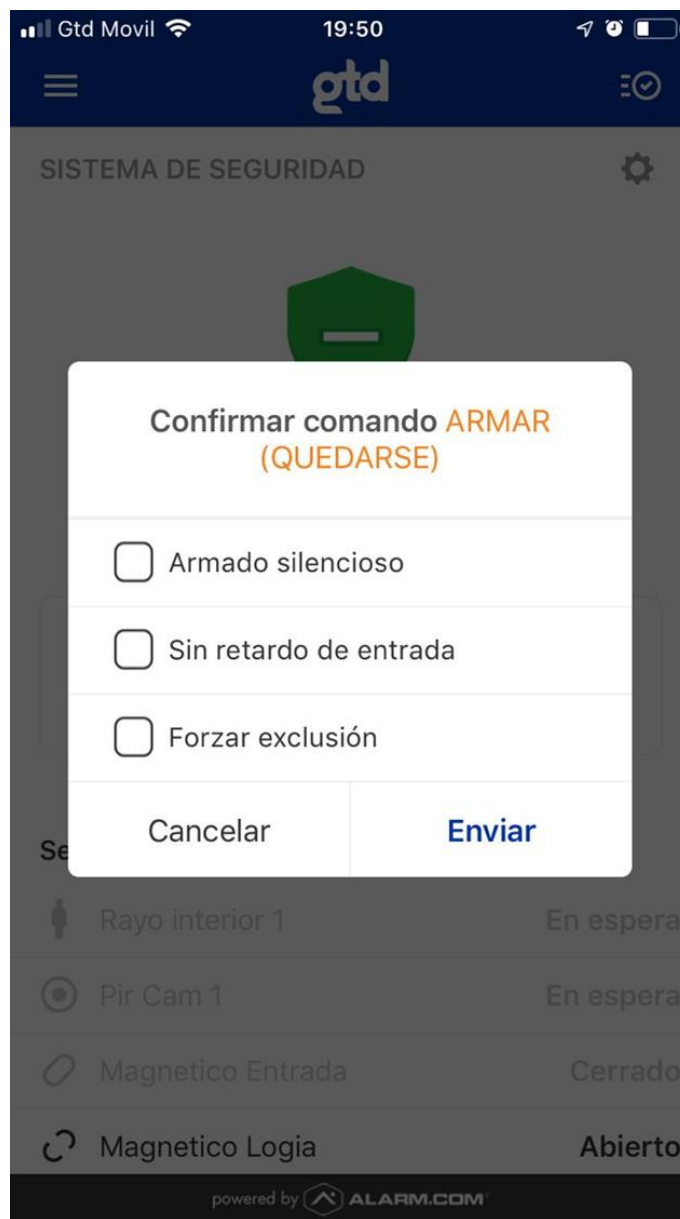 Gtd Movil 19:50
gtd
SISTEMA DE SEGURIDAD
Confirmar comando ARMAR
(QUEDARSE)
Armado silencioso
Sin retardo de entrada
Forzar exclusión
Cancelar Enviar
Se
Rayo interior 1 En espera
Pir Cam 1 En espera
Magnetico Entrada Cerrado
Magnetico Logia Abierto
powered by ALARM.COM